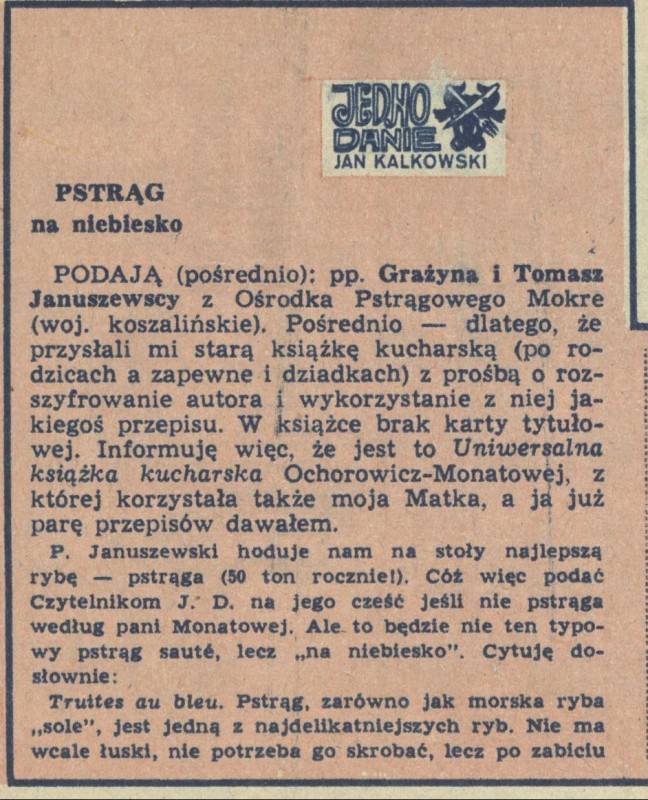 JEDNO
DANIE
JAN KALKOWSKI
PSTRĄG
na niebiesko
PODAJĄ (pośrednio): pp. Grażyna i Tomasz
Januszewscy z Ośrodka Pstrągowego Mokre
(woj. koszalińskie). Pośrednio — dlatego, że
przysłali mi starą książkę kucharską (po ro-
dzicach a zapewne i dziadkach) z prośbą o roz-
szyfrowanie autora i wykorzystanie z niej ja-
kiegoś przepisu. W książce brak karty tytuło-
wej. Informuję więc, że jest to Uniwersalna
książka kucharska Ochorowicz-Monatowej, z
której korzystała także moja Matka, a ja już
parę przepisów dawałem.
P. Januszewski hoduje nam na stoły najlepszą
rybę — pstrąga (50 ton rocznie!). Cóż więc podać
Czytelnikom J. D. na jego cześć jeśli nie pstrąga
według pani Monatowej. Ale to będzie nie ten typo-
wy pstrąg sauté, lecz „na niebiesko". Cytuję do-
słownie:
Truites au bleu. Pstrąg, zarówno jak morska ryba
„sole", jest jedną z najdelikatniejszych ryb. Nie ma
wcale łuski, nie potrzeba go skrobać, lecz po zabiciu